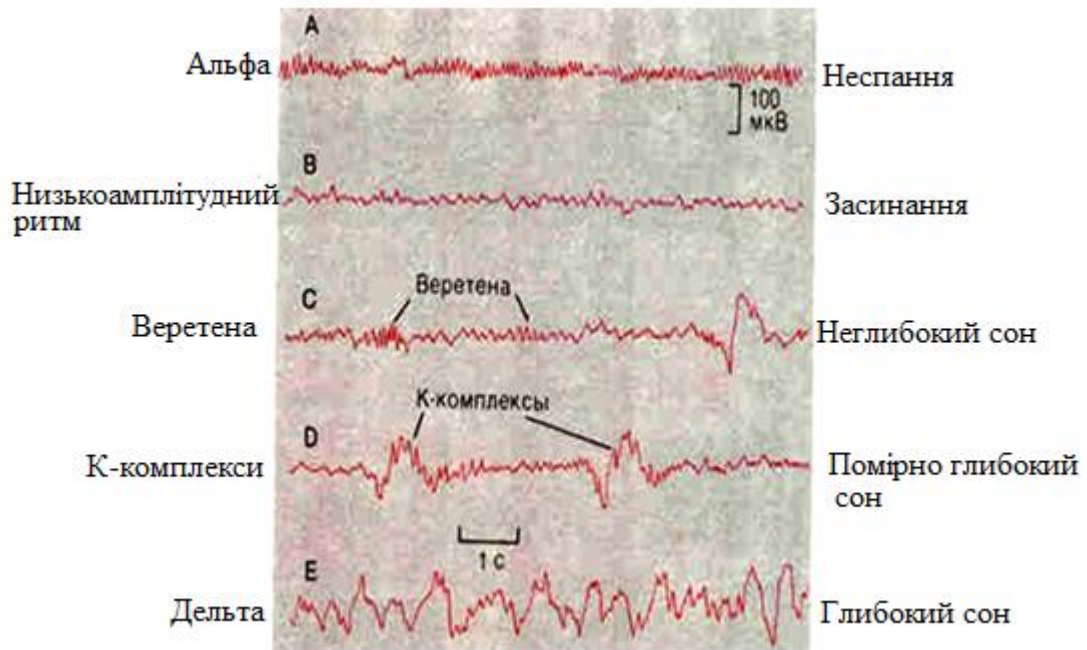 A
Альфа
Неспання
100
мкВ
B
Низькоамплітудний
ритм
Засинання
C
Веретена
Веретена
Неглибокий сон
К-комплексы
D
К-комплекси
Помірно глибокий
сон
1 с
E
Дельта
Глибокий сон